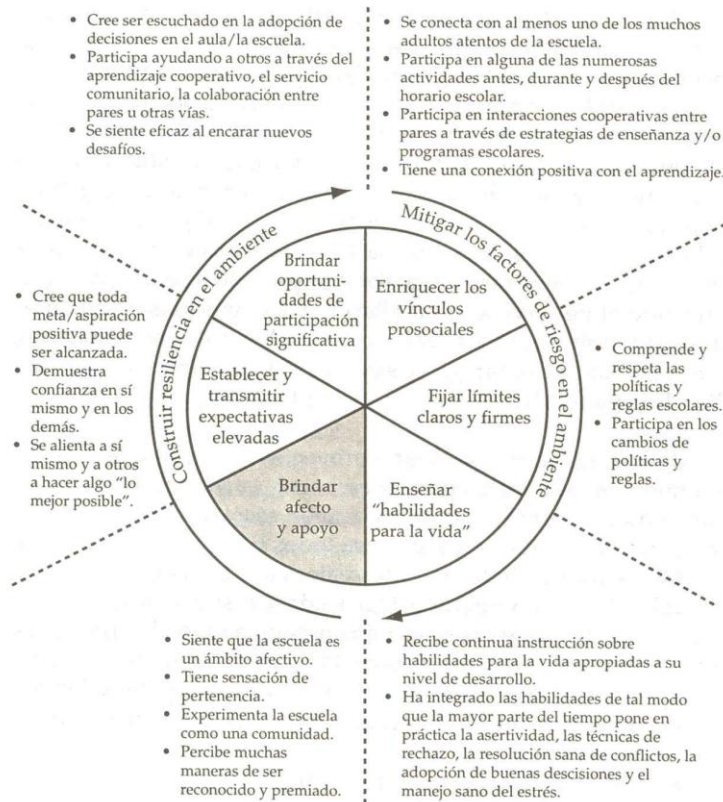 • Cree ser escuchado en la adopción de
decisiones en el aula/la escuela.
• Participa ayudando a otros a través del
aprendizaje cooperativo, el servicio
comunitario, la colaboración entre
pares u otras vías.
• Se siente eficaz al encarar nuevos
desafíos.
• Se conecta con al menos uno de los muchos
adultos atentos de la escuela.
• Participa en alguna de las numerosas
actividades antes, durante y después del
horario escolar.
• Participa en interacciones cooperativas entre
pares a través de estrategias de enseñanza y/o
programas escolares.
• Tiene una conexión positiva con el aprendizaje.
Construir resiliencia en el ambiente
Mitigar los factores de riesgo en el ambiente
Brindar
oportuni-
dades de
participación
significativa
Enriquecer los
vínculos
prosociales
• Cree que toda
meta/aspiración
positiva puede
ser alcanzada.
• Demuestra
confianza en sí
mismo y en los
demás.
• Se alienta a sí
mismo y a otros
a hacer algo “lo
mejor posible”.
Establecer y
transmitir
expectativas
elevadas
Fijar límites
claros y firmes
• Comprende y
respeta las
políticas y
reglas escolares.
• Participa en los
cambios de
políticas y
reglas.
Brindar
afecto
y apoyo
Enseñar
“habilidades
para la vida”
• Siente que la escuela es
un ámbito afectivo.
• Tiene sensación de
pertenencia.
• Experimenta la escuela
como una comunidad.
• Percibe muchas
maneras de ser
reconocido y premiado.
• Recibe continua instrucción sobre
habilidades para la vida apropiadas a su
nivel de desarrollo.
• Ha integrado las habilidades de tal modo
que la mayor parte del tiempo pone en
práctica la asertividad, las técnicas de
rechazo, la resolución sana de conflictos, la
adopción de buenas descisiones y el
manejo sano del estrés.